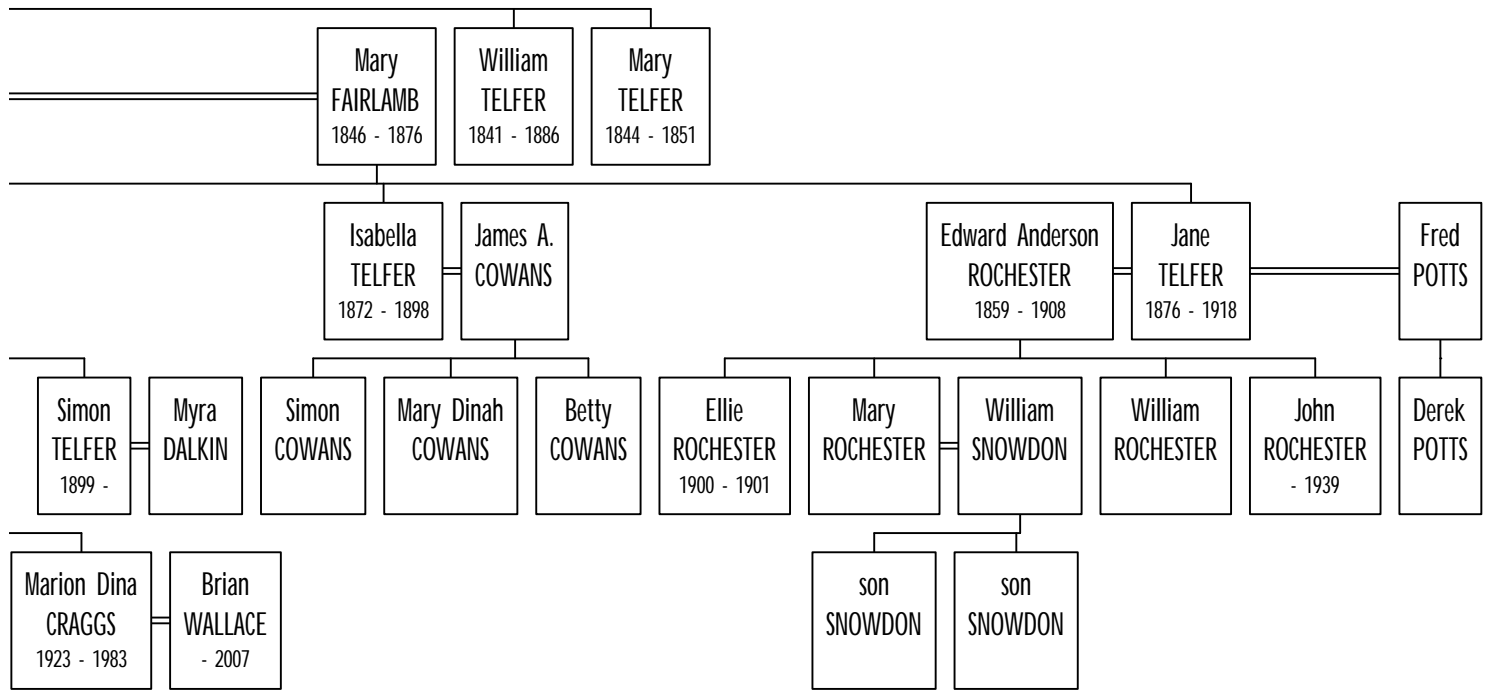 Mary
FAIRLAMB
1846 - 1876
William
TELFER
1841 - 1886
Mary
TELFER
1844 - 1851
Isabella
TELFER
1872 - 1898
James A.
COWANS
Edward Anderson
ROCHESTER
1859 - 1908
Jane
TELFER
1876 - 1918
Fred
POTTS
Simon
TELFER
1899 -
Myra
DALKIN
Simon
COWANS
Mary Dinah
COWANS
Betty
COWANS
Ellie
ROCHESTER
1900 - 1901
Mary
ROCHESTER
William
SNOWDON
William
ROCHESTER
John
ROCHESTER
- 1939
Derek
POTTS
Marion Dina
CRAGGS
1923 - 1983
Brian
WALLACE
- 2007
son
SNOWDON
son
SNOWDON